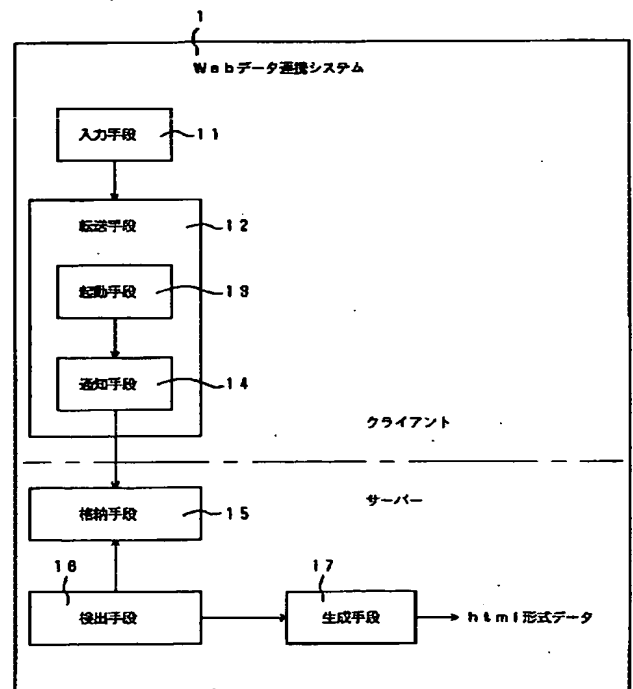 1
Webデータ連携システム
入力手段 11
転送手段 12
起動手段 13
通知手段 14
クライアント
サーバー
格納手段 15
16 17
検出手段 生成手段 html形式データ